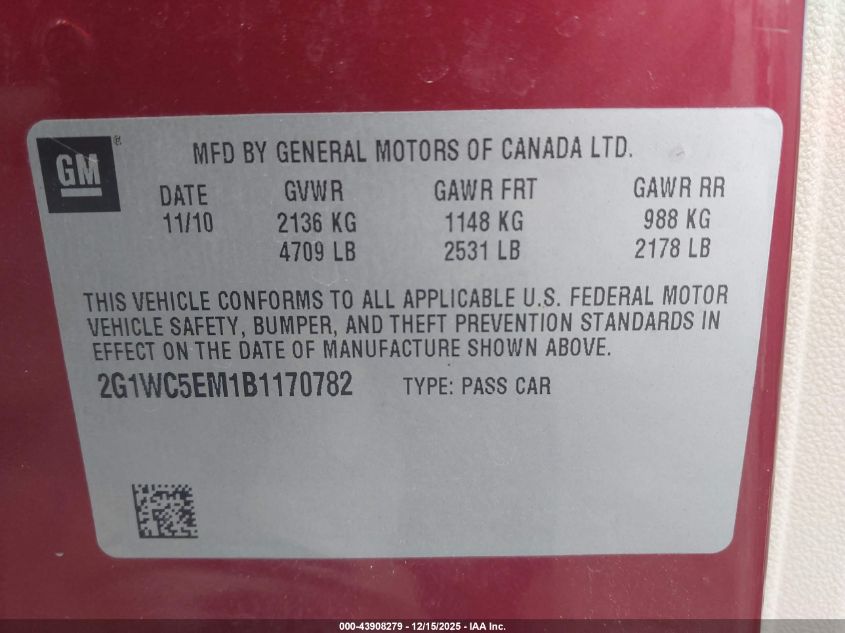 GM ®
MFD BY GENERAL MOTORS OF CANADA LTD.
DATE GVWR GAWR FRT GAWR RR
11/10 2136 KG 1148 KG 988 KG
4709 LB 2531 LB 2178 LB
THIS VEHICLE CONFORMS TO ALL APPLICABLE U.S. FEDERAL MOTOR
VEHICLE SAFETY, BUMPER, AND THEFT PREVENTION STANDARDS IN
EFFECT ON THE DATE OF MANUFACTURE SHOWN ABOVE.
2G1WC5EM1B1170782 TYPE: PASS CAR
000-43908279 - 12/15/2025 - IAA Inc.